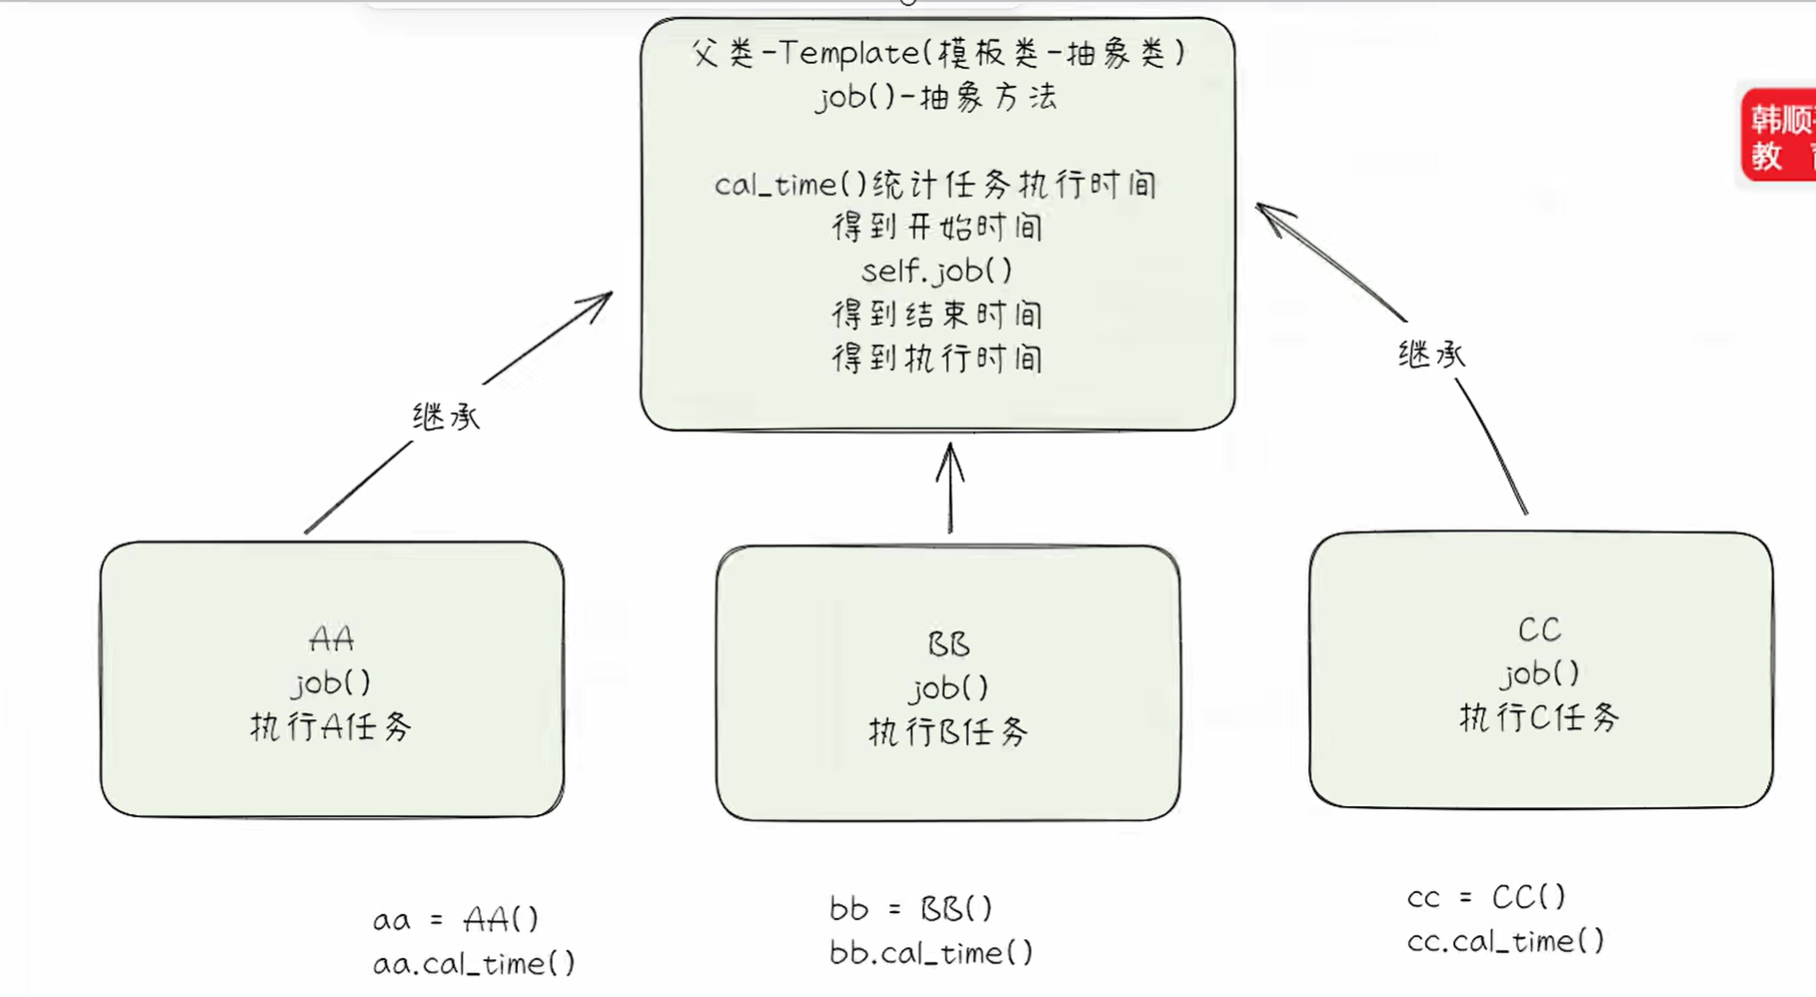 父类-Template(模板类-抽象类)
job()-抽象方法
cal_time()统计任务执行时间
得到开始时间
self.job()
得到结束时间
得到执行时间
韩顺
教
继承
继承
AA
job()
执行A任务
BB
job()
执行B任务
CC
job()
执行C任务
aa = AA()
aa.cal_time()
bb = BB()
bb.cal_time()
cc = CC()
cc.cal_time()